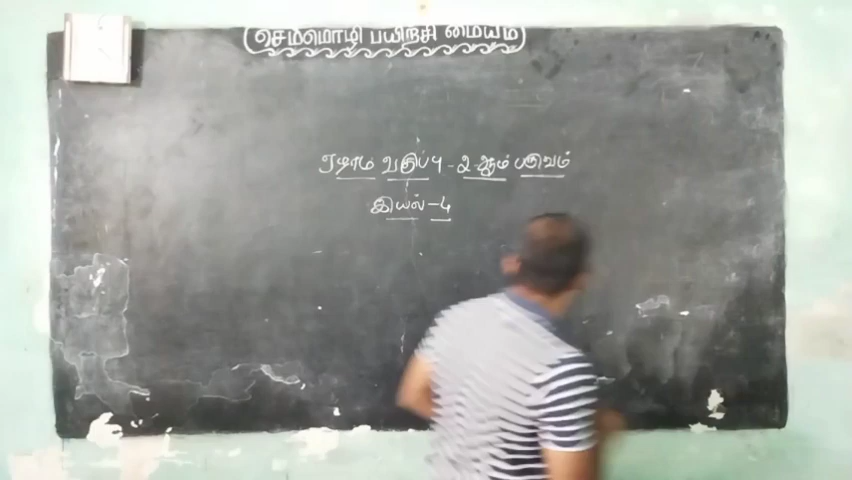 செம்மொழி பயிற்சி மையம்
ஏழாம் வகுப்பு - 2-ஆம் பருவம்
இயல் - 4